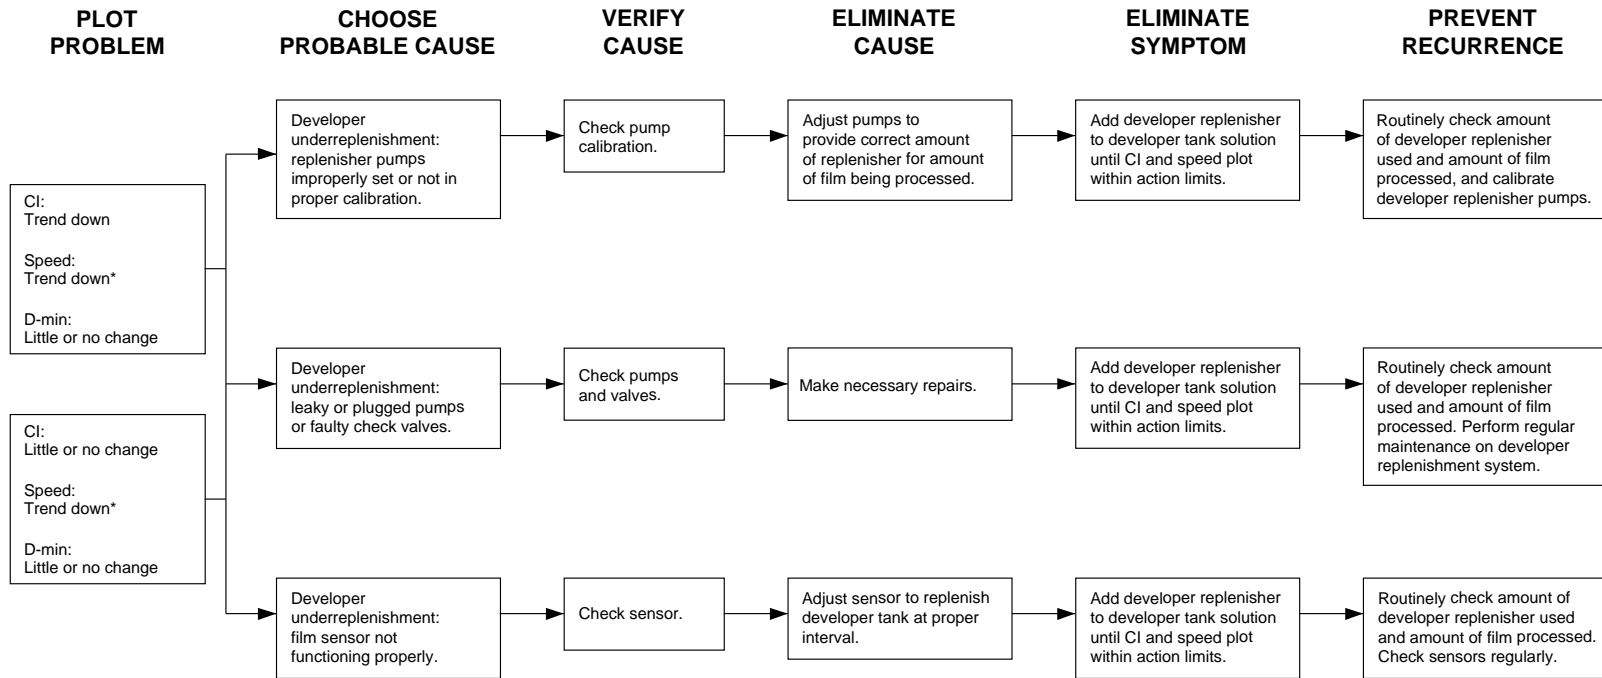 PLOT
PROBLEM
CHOOSE
PROBABLE CAUSE
VERIFY
CAUSE
ELIMINATE
CAUSE
ELIMINATE
SYMPTOM
PREVENT
RECURRENCE
CI:
Trend down
Speed:
Trend down*
D-min:
Little or no change
CI:
Little or no change
Speed:
Trend down*
D-min:
Little or no change
Developer
underreplenishment:
replenisher pumps
improperly set or not in
proper calibration.
Check pump
calibration.
Adjust pumps to
provide correct amount
of replenisher for amount
of film being processed.
Add developer replenisher
to developer tank solution
until CI and speed plot
within action limits.
Routinely check amount
of developer replenisher
used and amount of film
processed, and calibrate
developer replenisher pumps.
Developer
underreplenishment:
leaky or plugged pumps
or faulty check valves.
Check pumps
and valves.
Make necessary repairs.
Add developer replenisher
to developer tank solution
until CI and speed plot
within action limits.
Routinely check amount
of developer replenisher
used and amount of film
processed. Perform regular
maintenance on developer
replenishment system.
Developer
underreplenishment:
film sensor not
functioning properly.
Check sensor.
Adjust sensor to replenish
developer tank at proper
interval.
Add developer replenisher
to developer tank solution
until CI and speed plot
within action limits.
Routinely check amount of
developer replenisher used
and amount of film processed.
Check sensors regularly.